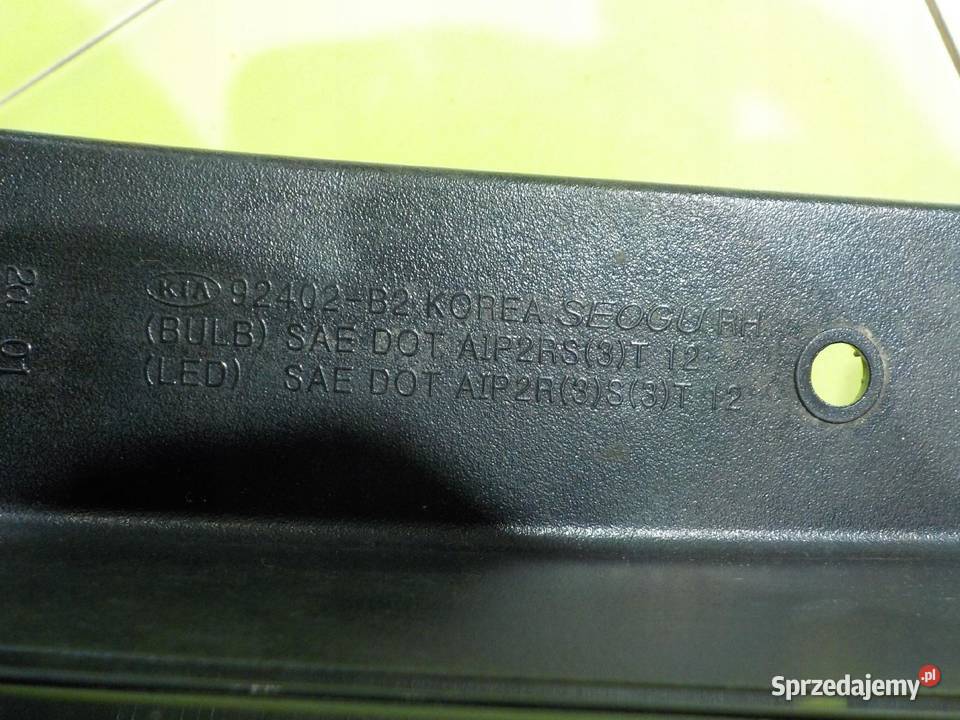 KIA 92402-B2 KOREA SEOGU RH
(BULB) SAE DOT AIP2RS(3)T 12
(LED) SAE DOT AIP2R(3)S(3)T 12
Sprzedajemy.pl